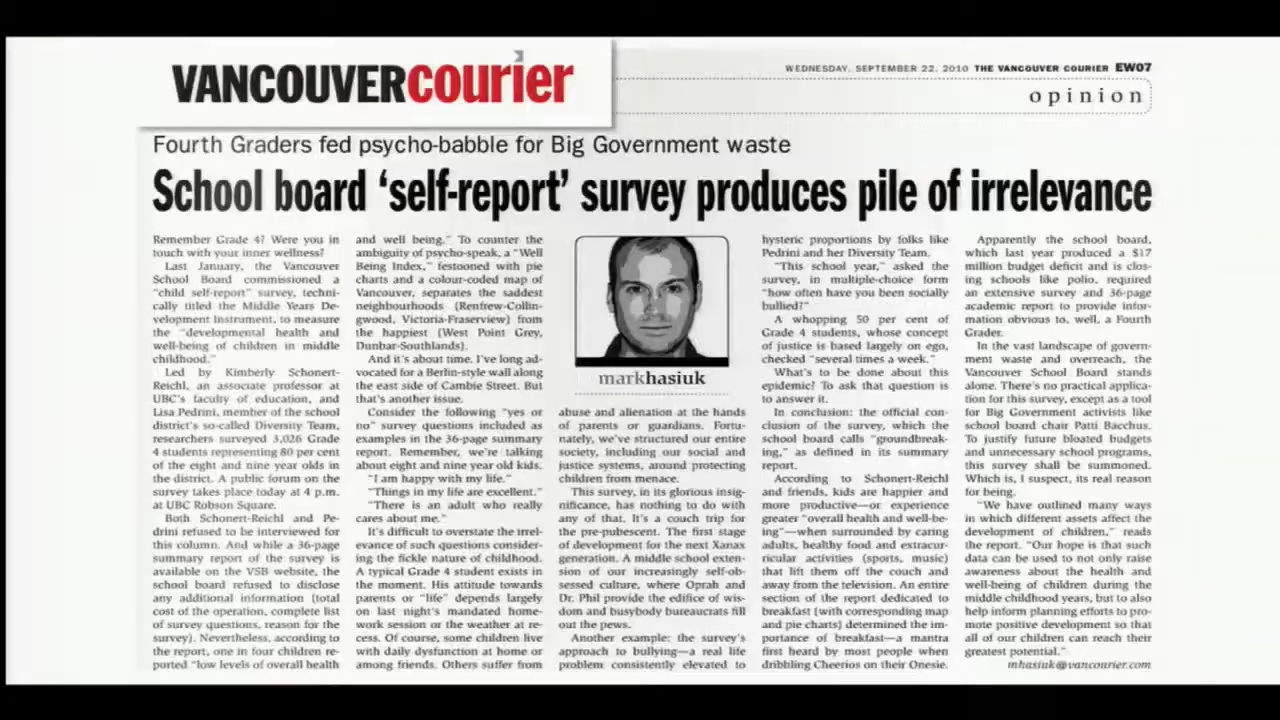 VANCOUVERcourier
WEDNESDAY, SEPTEMBER 22, 2010 THE VANCOUVER COURIER EW07
opinion
Fourth Graders fed psycho-babble for Big Government waste
School board ‘self-report’ survey produces pile of irrelevance
Remember Grade 4? Were you in
touch with your inner wellness?
Last January, the Vancouver
School Board commissioned a
“child self-report” survey, techni-
cally titled the Middle Years De-
velopment Instrument, to measure
the “developmental health and
well-being of children in middle
childhood.”
Led by Kimberly Schonert-
Reichl, an associate professor at
UBC’s faculty of education, and
Lisa Pedrini, member of the school
district’s so-called Diversity Team,
researchers surveyed 3,026 Grade
4 students representing 80 per cent
of the eight and nine year olds in
the district. A public forum on the
survey takes place today at 4 p.m.
at UBC Robson Square.
Both Schonert-Reichl and Pe-
drini refused to be interviewed for
this column. And while a 36-page
summary report of the survey is
available on the VSB website, the
school board refused to disclose
any additional information (total
cost of the operation, complete list
of survey questions, reason for the
survey). Nevertheless, according to
the report, one in four children re-
ported “low levels of overall health
and well being.” To counter the
ambiguity of psycho-speak, a “Well
Being Index,” festooned with pie
charts and a colour-coded map of
Vancouver, separates the saddest
neighbourhoods (Renfrew-Collin-
gwood, Victoria-Fraserview) from
the happiest (West Point Grey,
Dunbar-Southlands).
And it’s about time. I’ve long ad-
vocated for a Berlin-style wall along
the east side of Cambie Street. But
that’s another issue.
Consider the following “yes or
no” survey questions included as
examples in the 36-page summary
report. Remember, we’re talking
about eight and nine year old kids.
“I am happy with my life.”
“Things in my life are excellent.”
“There is an adult who really
cares about me.”
It’s difficult to overstate the irrel-
evance of such questions consider-
ing the fickle nature of childhood.
A typical Grade 4 student exists in
the moment. His attitude towards
parents or “life” depends largely
on last night’s mandated home-
work session or the weather at re-
cess. Of course, some children live
with daily dysfunction at home or
among friends. Others suffer from
markhasiuk
abuse and alienation at the hands
of parents or guardians. Fortu-
nately, we’ve structured our entire
society, including our social and
justice systems, around protecting
children from menace.
This survey, in its glorious insig-
nificance, has nothing to do with
any of that. It’s a couch trip for
the pre-pubescent. The first stage
of development for the next Xanax
generation. A middle school exten-
sion of our increasingly self-ob-
sessed culture, where Oprah and
Dr. Phil provide the edifice of wis-
dom and busybody bureaucrats fill
out the pews.
Another example: the survey’s
approach to bullying—a real life
problem consistently elevated to
hysteric proportions by folks like
Pedrini and her Diversity Team.
“This school year,” asked the
survey, in multiple-choice form
“how often have you been socially
bullied?”
A whopping 50 per cent of
Grade 4 students, whose concept
of justice is based largely on ego,
checked “several times a week.”
What’s to be done about this
epidemic? To ask that question is
to answer it.
In conclusion: the official con-
clusion of the survey, which the
school board calls “groundbreak-
ing,” as defined in its summary
report.
According to Schonert-Reichl
and friends, kids are happier and
more productive—or experience
greater “overall health and well-be-
ing”—when surrounded by caring
adults, healthy food and extracur-
ricular activities (sports, music)
that lift them off the couch and
away from the television. An entire
section of the report dedicated to
breakfast (with corresponding map
and pie charts) determined the im-
portance of breakfast—a mantra
first heard by most people when
dribbling Cheerios on their Onesie.
Apparently the school board,
which last year produced a $17
million budget deficit and is clos-
ing schools like polio, required
an extensive survey and 36-page
academic report to provide infor-
mation obvious to, well, a Fourth
Grader.
In the vast landscape of govern-
ment waste and overreach, the
Vancouver School Board stands
alone. There’s no practical applica-
tion for this survey, except as a tool
for Big Government activists like
school board chair Patti Bacchus.
To justify future bloated budgets
and unnecessary school programs,
this survey shall be summoned.
Which is, I suspect, its real reason
for being.
“We have outlined many ways
in which different assets affect the
development of children,” reads
the report. “Our hope is that such
data can be used to not only raise
awareness about the health and
well-being of children during the
middle childhood years, but to also
help inform planning efforts to pro-
mote positive development so that
all of our children can reach their
greatest potential.”
mhasiuk@vancourier.com